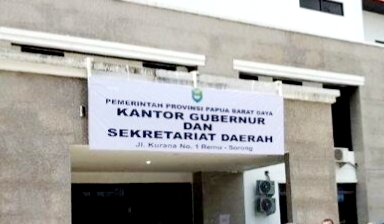 PEMERINTAH PROVINSI PAPUA BARAT DAYA
KANTOR GUBERNUR
DAN
SEKRETARIAT DAERAH
Jl. Kurana No. 1 Remu - Sorong